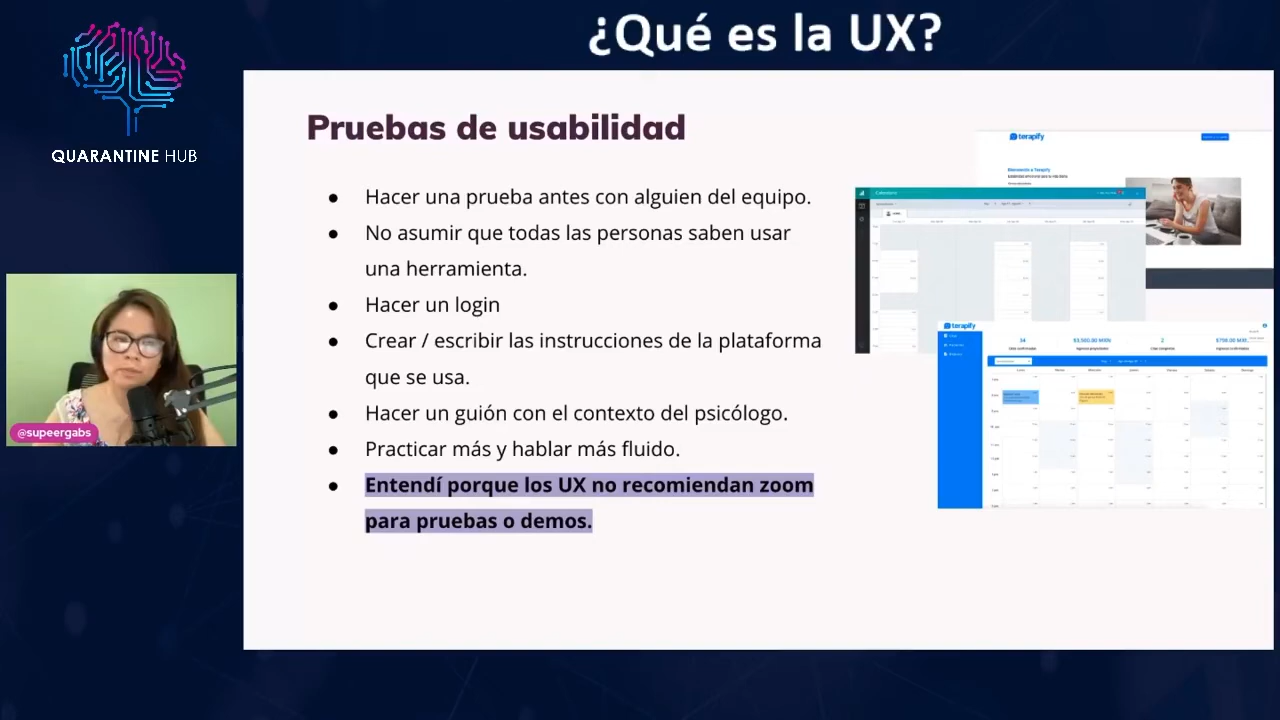 ¿Qué es la UX?
QUARANTINE HUB
Pruebas de usabilidad
● Hacer una prueba antes con alguien del equipo.
● No asumir que todas las personas saben usar
una herramienta.
● Hacer un login
● Crear / escribir las instrucciones de la plataforma
que se usa.
● Hacer un guión con el contexto del psicólogo.
● Practicar más y hablar más fluido.
● Entendí porque los UX no recomiendan zoom
para pruebas o demos.
@supeergabs
terapify
Bienvenido a Terapify
Calendario
terapify